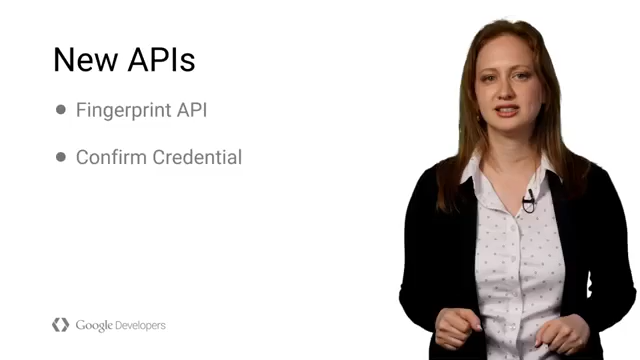 New APIs
Fingerprint API
Confirm Credential
Google Developers